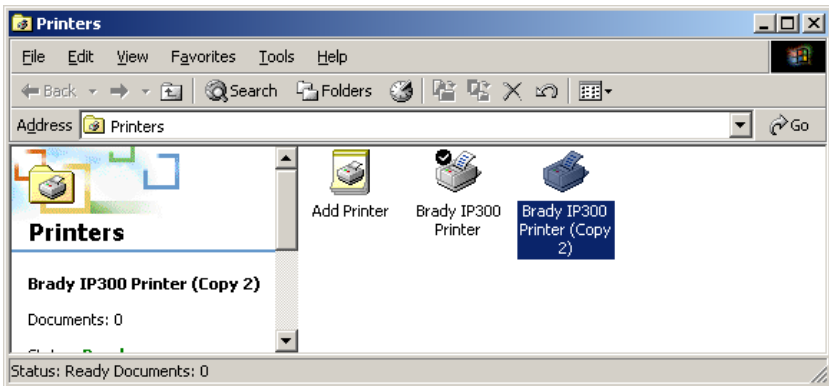 Printers
File Edit View Favorites Tools Help
Back Search Folders
Address Printers Go
Printers
Brady IP300 Printer (Copy 2)
Documents: 0
Add Printer
Brady IP300
Printer
Brady IP300
Printer (Copy
2)
Status: Ready Documents: 0